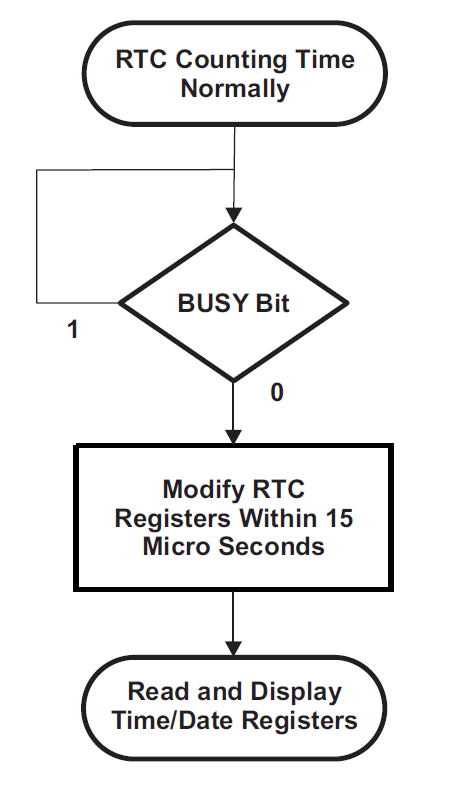 RTC Counting Time
Normally
BUSY Bit
1
0
Modify RTC
Registers Within 15
Micro Seconds
Read and Display
Time/Date Registers